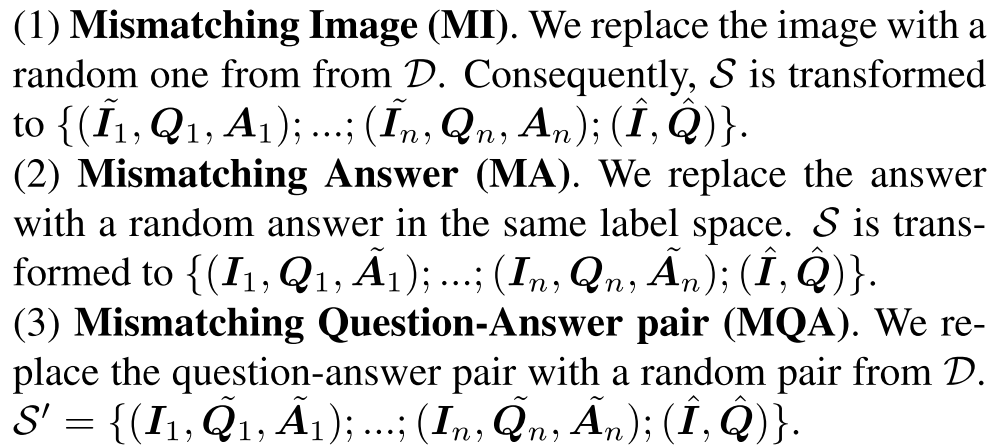 (1) Mismatching Image (MI). We replace the image with a
random one from from 𝒟. Consequently, 𝒮 is transformed
to {(Ĩ₁, Q₁, A₁); ...; (Ĩₙ, Qₙ, Aₙ); (Î, Q̂)}.
(2) Mismatching Answer (MA). We replace the answer
with a random answer in the same label space. 𝒮 is trans-
formed to {(I₁, Q₁, Ã₁); ...; (Iₙ, Qₙ, Ãₙ); (Î, Q̂)}.
(3) Mismatching Question-Answer pair (MQA). We re-
place the question-answer pair with a random pair from 𝒟.
𝒮′ = {(I₁, Q̃₁, Ã₁); ...; (Iₙ, Q̃ₙ, Ãₙ); (Î, Q̂)}.